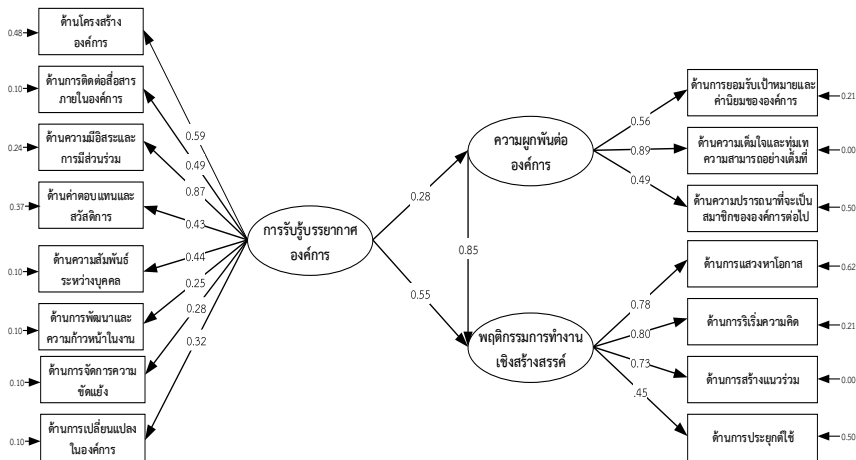 0.48
ด้านโครงสร้าง
องค์การ
0.10
ด้านการติดต่อสื่อสาร
ภายในองค์การ
0.24
ด้านความมีอิสระและ
การมีส่วนร่วม
0.37
ด้านค่าตอบแทนและ
สวัสดิการ
0.10
ด้านความสัมพันธ์
ระหว่างบุคคล
0.10
ด้านการพัฒนาและ
ความก้าวหน้าในงาน
0.10
ด้านการจัดการความ
ขัดแย้ง
0.10
ด้านการเปลี่ยนแปลง
ในองค์การ
0.59
0.49
0.87
0.43
0.44
0.25
0.28
0.32
การรับรู้บรรยากาศ
องค์การ
0.28
0.55
ความผูกพันต่อ
องค์การ
0.85
พฤติกรรมการทำงาน
เชิงสร้างสรรค์
0.56
0.89
0.49
0.78
0.80
0.73
.45
ด้านการยอมรับเป้าหมายและ
ค่านิยมขององค์การ
0.21
ด้านความเต็มใจและทุ่มเท
ความสามารถอย่างเต็มที่
0.00
ด้านความปรารถนาที่จะเป็น
สมาชิกขององค์การต่อไป
0.50
ด้านการแสวงหาโอกาส
0.62
ด้านการริเริ่มความคิด
0.21
ด้านการสร้างแนวร่วม
0.00
ด้านการประยุกต์ใช้
0.50